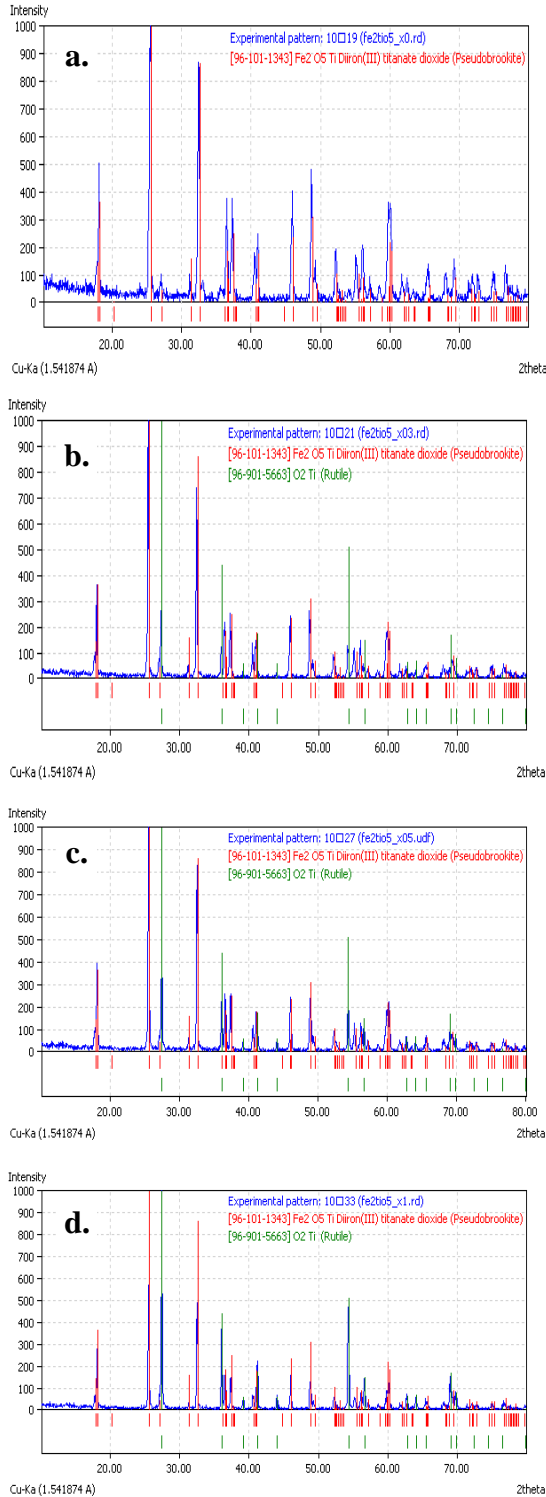 Intensity
a.
Experimental pattern: 10□19 (fe2tio5_x0.rd)
[96-101-1343] Fe2 O5 Ti Diiron(III) titanate dioxide (Pseudobrookite)
1000
900
800
700
600
500
400
300
200
100
0
20.00 30.00 40.00 50.00 60.00 70.00
Cu-Ka (1.541874 A) 2theta
Intensity
b.
Experimental pattern: 10□21 (fe2tio5_x03.rd)
[96-101-1343] Fe2 O5 Ti Diiron(III) titanate dioxide (Pseudobrookite)
[96-901-5663] O2 Ti (Rutile)
1000
900
800
700
600
500
400
300
200
100
0
20.00 30.00 40.00 50.00 60.00 70.00
Cu-Ka (1.541874 A) 2theta
Intensity
c.
Experimental pattern: 10□27 (fe2tio5_x05.udf)
[96-101-1343] Fe2 O5 Ti Diiron(III) titanate dioxide (Pseudobrookite)
[96-901-5663] O2 Ti (Rutile)
1000
900
800
700
600
500
400
300
200
100
0
20.00 30.00 40.00 50.00 60.00 70.00 80.00
Cu-Ka (1.541874 A) 2theta
Intensity
d.
Experimental pattern: 10□33 (fe2tio5_x1.rd)
[96-101-1343] Fe2 O5 Ti Diiron(III) titanate dioxide (Pseudobrookite)
[96-901-5663] O2 Ti (Rutile)
1000
900
800
700
600
500
400
300
200
100
0
20.00 30.00 40.00 50.00 60.00 70.00
Cu-Ka (1.541874 A) 2theta